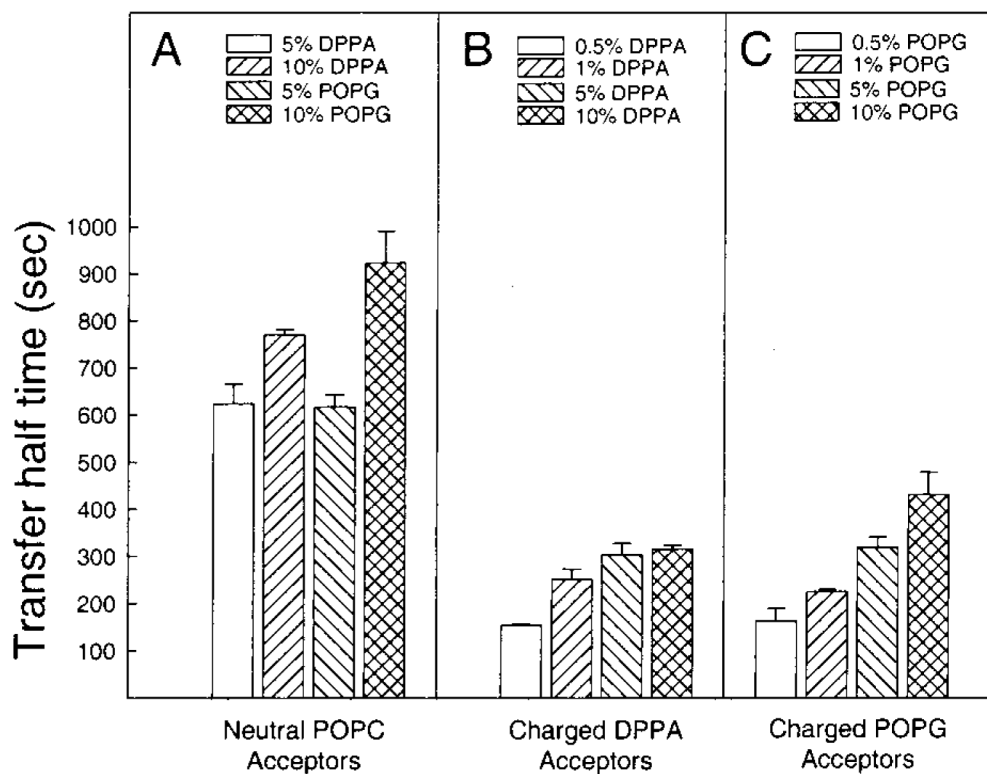 A
5% DPPA
10% DPPA
5% POPG
10% POPG
B
0.5% DPPA
1% DPPA
5% DPPA
10% DPPA
C
0.5% POPG
1% POPG
5% POPG
10% POPG
Transfer half time (sec)
1000
900
800
700
600
500
400
300
200
100
Neutral POPC
Acceptors
Charged DPPA
Acceptors
Charged POPG
Acceptors